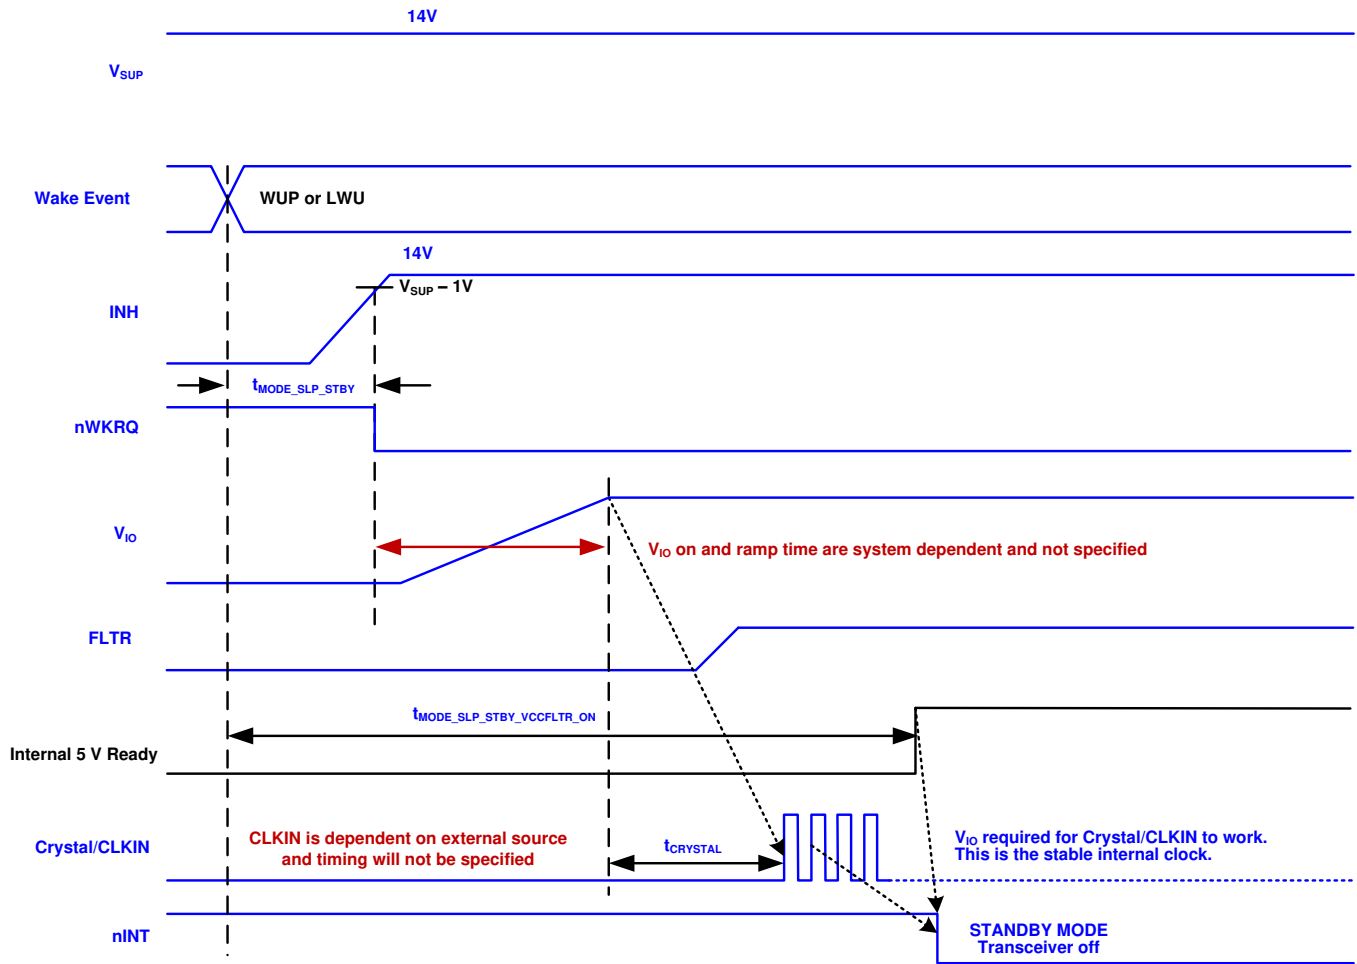 14V
VSUP
Wake Event
WUP or LWU
14V
VSUP – 1V
INH
tMODE_SLP_STBY
nWKRQ
VIO
VIO on and ramp time are system dependent and not specified
FLTR
tMODE_SLP_STBY_VCCFLTR_ON
Internal 5 V Ready
Crystal/CLKIN
CLKIN is dependent on external source
and timing will not be specified
tCRYSTAL
VIO required for Crystal/CLKIN to work.
This is the stable internal clock.
nINT
STANDBY MODE
Transceiver off